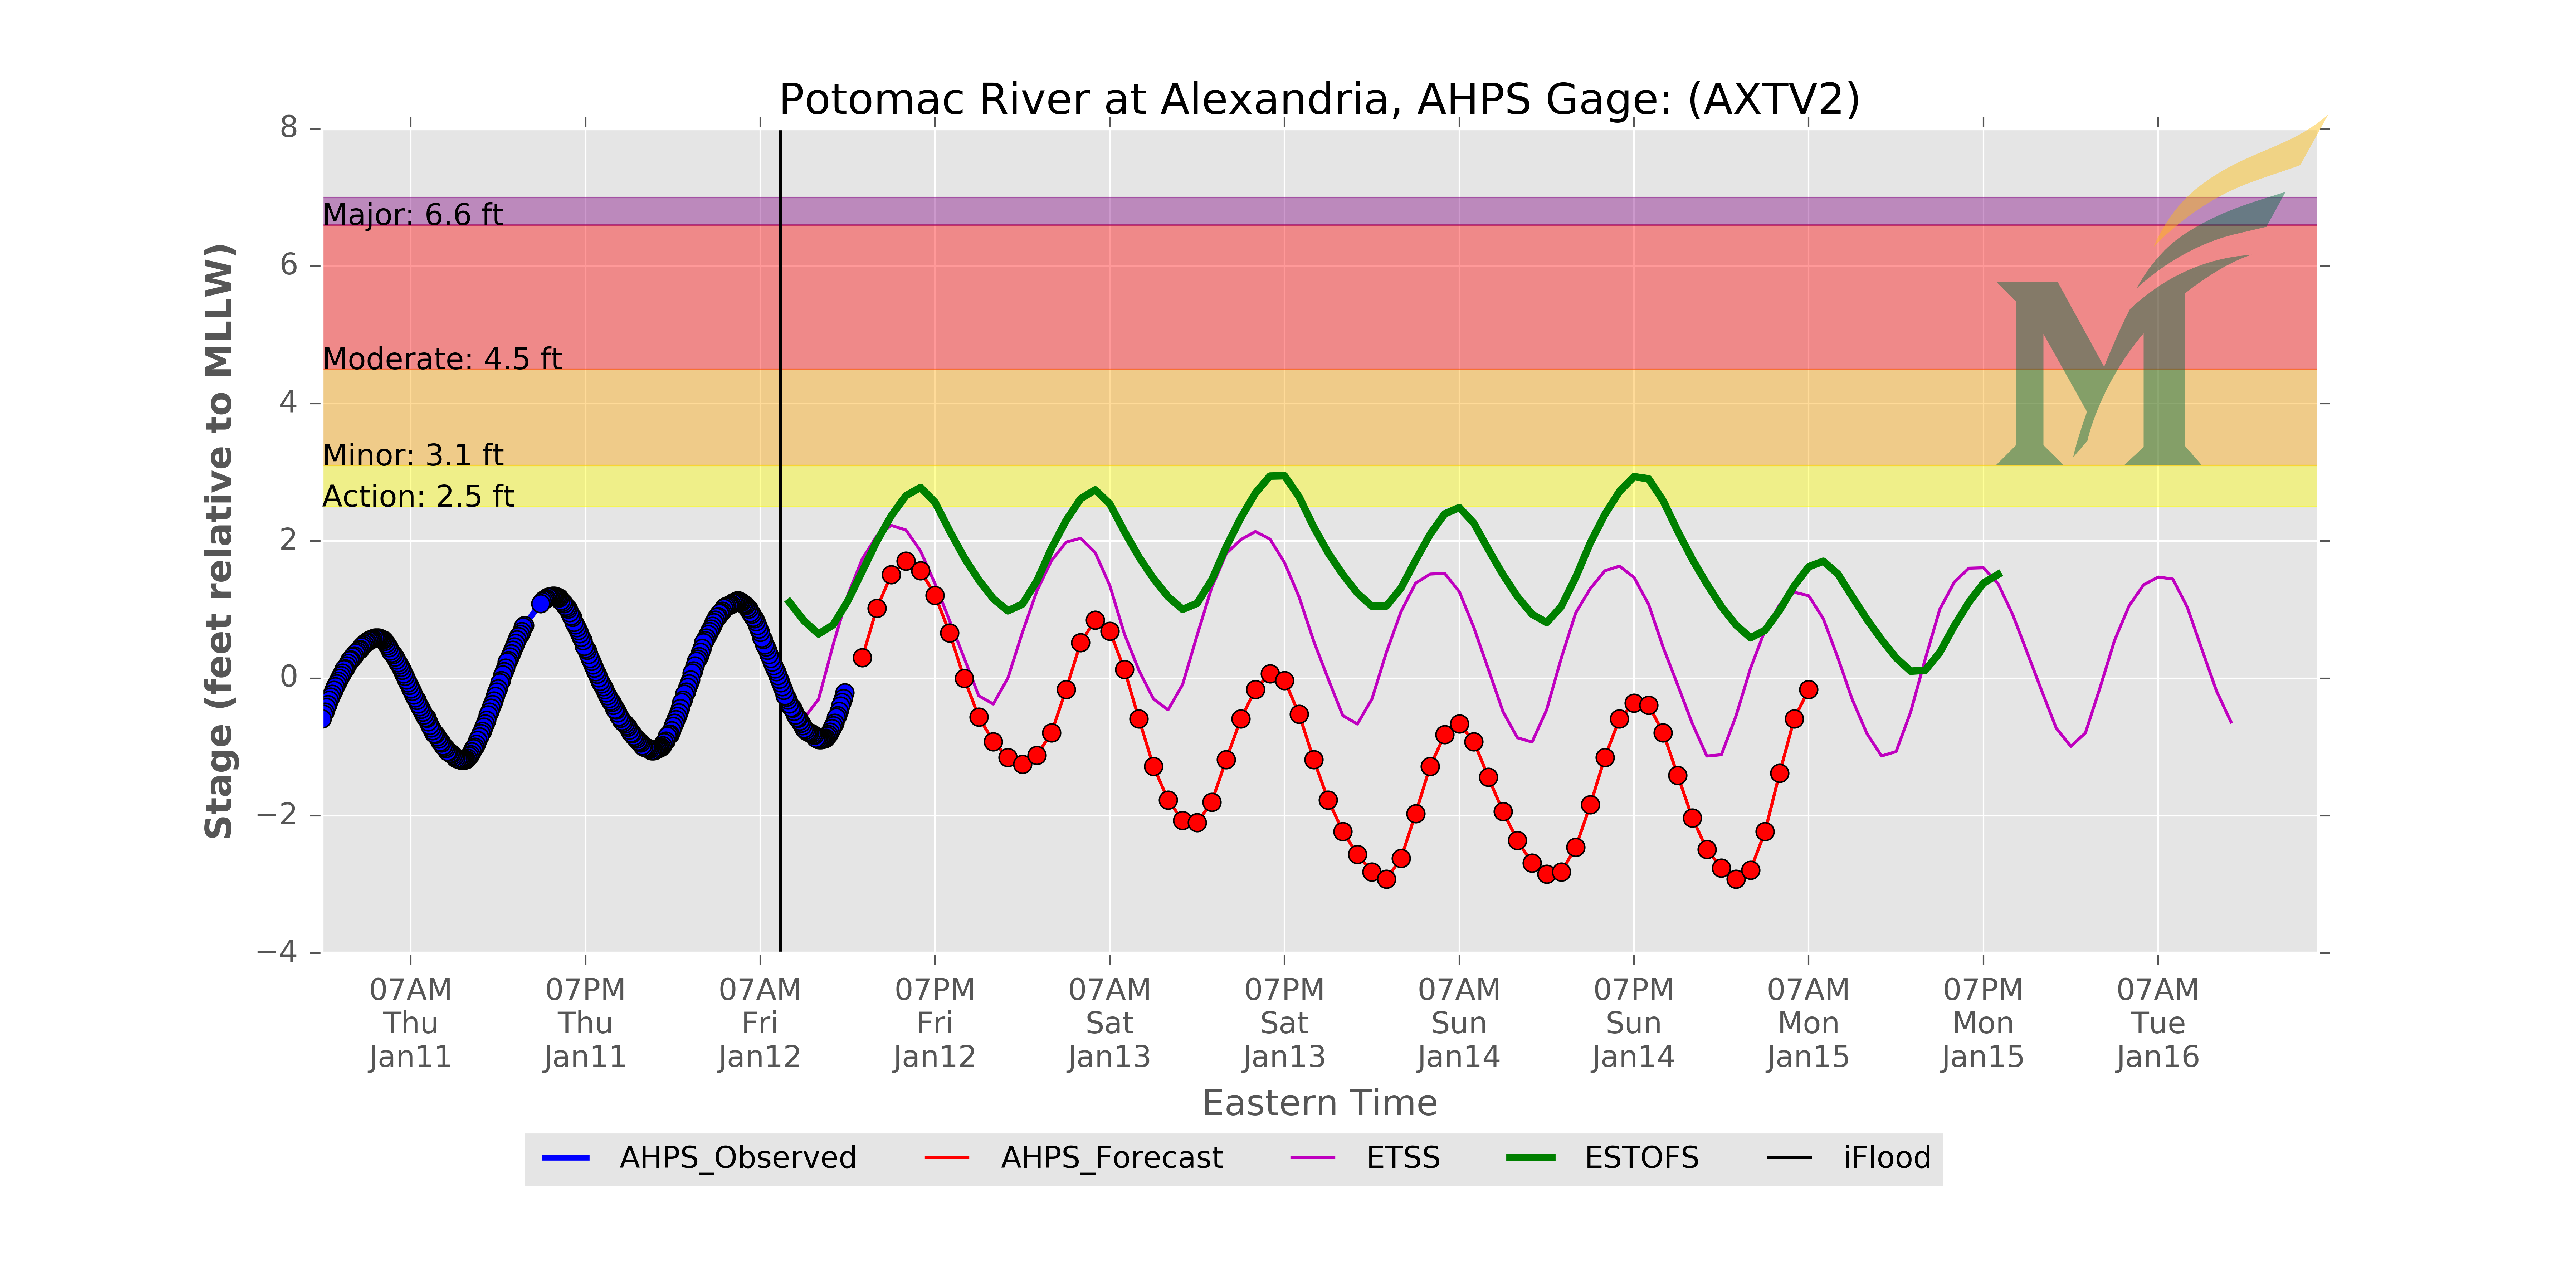 Potomac River at Alexandria, AHPS Gage: (AXTV2)
Stage (feet relative to MLLW)
8
6
4
2
0
−2
−4
Major: 6.6 ft
Moderate: 4.5 ft
Minor: 3.1 ft
Action: 2.5 ft
M
07AM 07PM 07AM 07PM 07AM 07PM 07AM 07PM 07AM 07PM 07AM
Thu Thu Fri Fri Sat Sat Sun Sun Mon Mon Tue
Jan11 Jan11 Jan12 Jan12 Jan13 Jan13 Jan14 Jan14 Jan15 Jan15 Jan16
Eastern Time
AHPS_Observed AHPS_Forecast ETSS ESTOFS iFlood